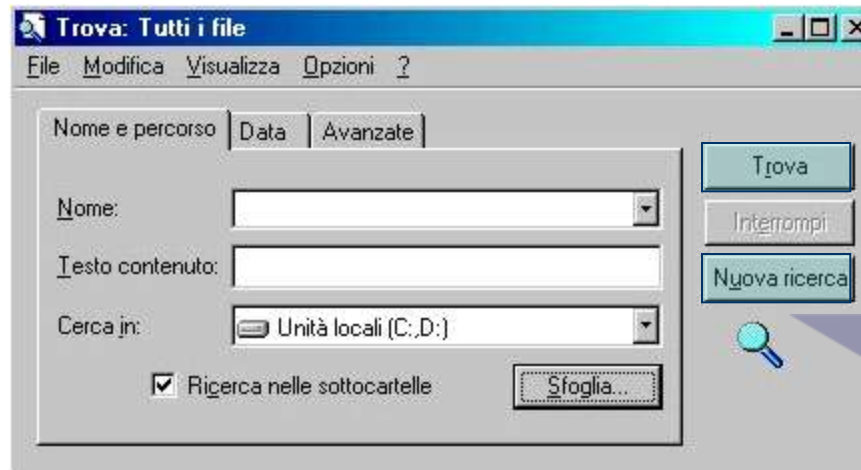 Trova: Tutti i file
File Modifica Visualizza Opzioni ?
Nome e percorso Data Avanzate
Nome:
Testo contenuto:
Cerca in: Unità locali (C:,D:)
Ricerca nelle sottocartelle Sfoglia...
Trova
Interrompi
Nuova ricerca